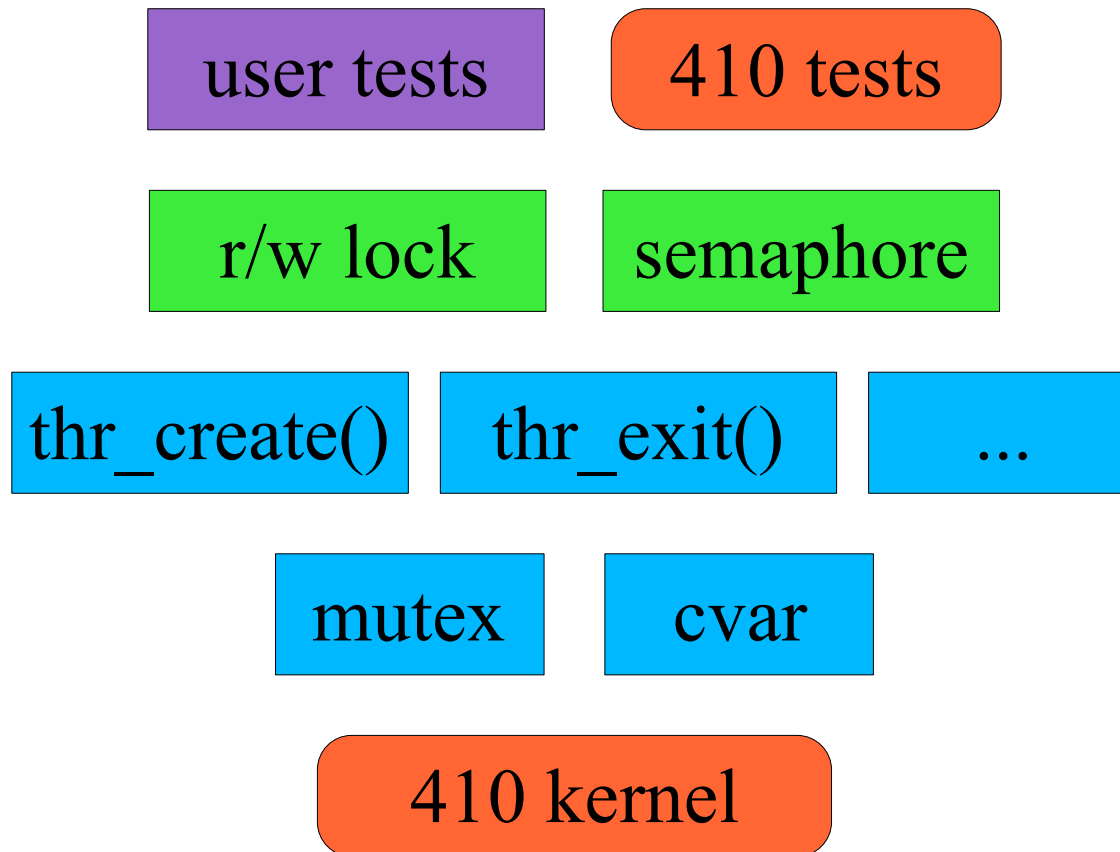 user tests
410 tests
r/w lock
semaphore
thr_create()
thr_exit()
...
mutex
cvar
410 kernel